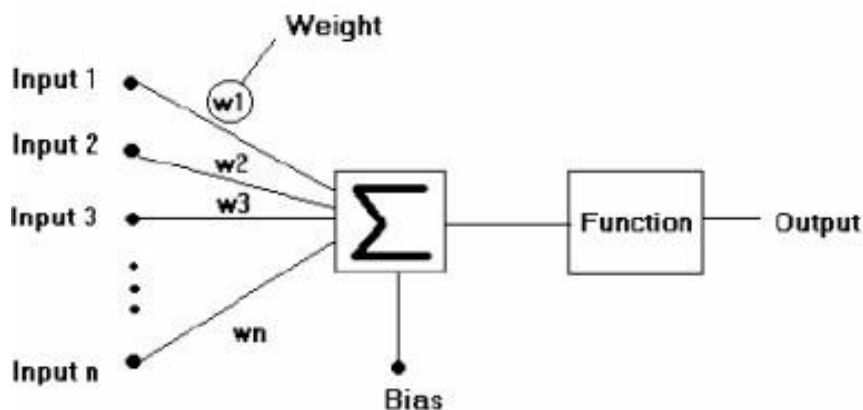 Weight
Input 1
w1
Input 2
w2
Input 3
w3
Σ
Function
Output
wn
Input n
Bias